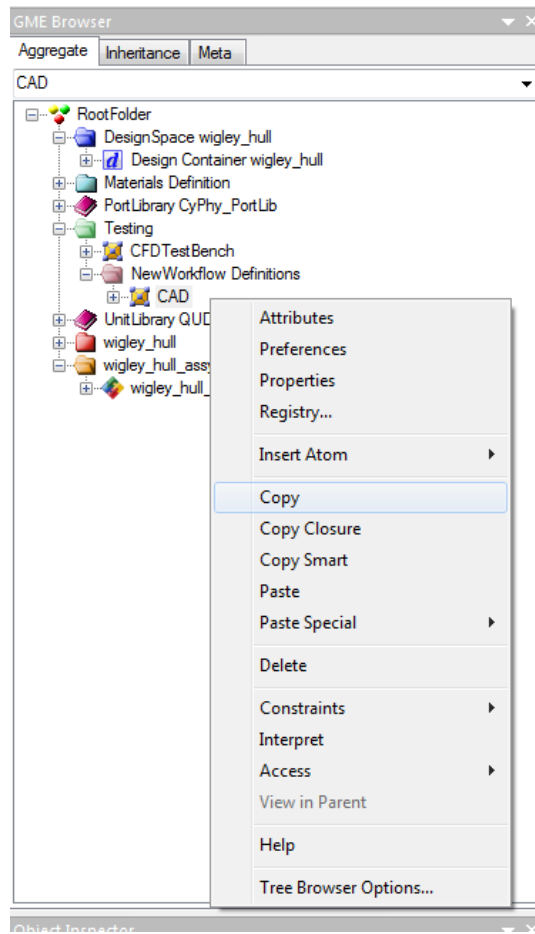 GME Browser
Aggregate Inheritance Meta
CAD
RootFolder
DesignSpace wigley_hull
d Design Container wigley_hull
Materials Definition
PortLibrary CyPhy_PortLib
Testing
CFDTestBench
NewWorkflow Definitions
CAD
UnitLibrary QUD
wigley_hull
wigley_hull_assy
wigley_hull_
Attributes
Preferences
Properties
Registry...
Insert Atom
Copy
Copy Closure
Copy Smart
Paste
Paste Special
Delete
Constraints
Interpret
Access
View in Parent
Help
Tree Browser Options...
Object Inspector